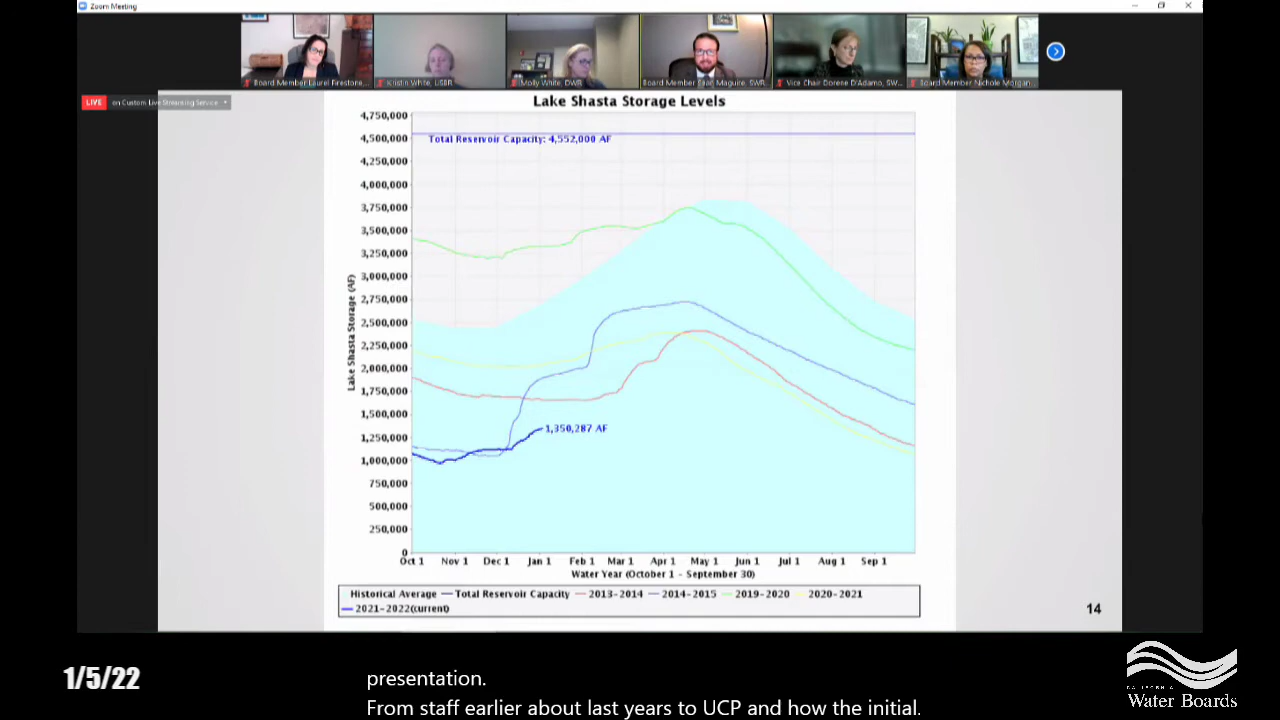 Zoom Meeting
Board Member Laurel Firestone...
Kristin White, USBR
Molly White, DWR
Board Member Sean Maguire, SWR...
Vice Chair Dorene D'Adamo, SW...
Board Member Nichole Morgan...
LIVE on Custom Live Streaming Service
Lake Shasta Storage Levels
Total Reservoir Capacity: 4,552,000 AF
Lake Shasta Storage (AF)
4,750,000
4,500,000
4,250,000
4,000,000
3,750,000
3,500,000
3,250,000
3,000,000
2,750,000
2,500,000
2,250,000
2,000,000
1,750,000
1,500,000
1,250,000
1,000,000
750,000
500,000
250,000
0
1,350,287 AF
Oct 1 Nov 1 Dec 1 Jan 1 Feb 1 Mar 1 Apr 1 May 1 Jun 1 Jul 1 Aug 1 Sep 1
Water Year (October 1 - September 30)
Historical Average Total Reservoir Capacity 2013-2014 2014-2015 2019-2020 2020-2021
2021-2022(current)
14
1/5/22
presentation.
From staff earlier about last years to UCP and how the initial.
CALIFORNIA
Water Boards